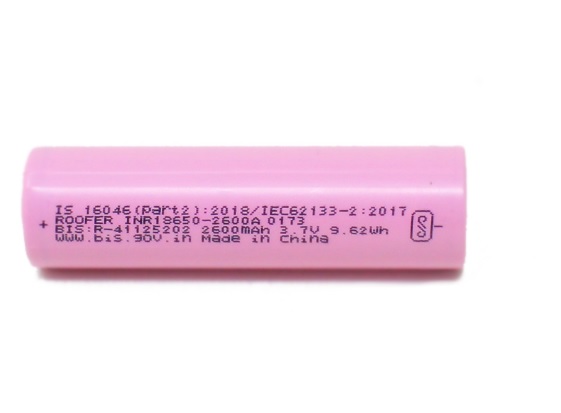 IS 16046(Part2):2018/IEC62133-2:2017
+ ROOFER INR18650-2600A 0173 -
BIS:R-41125202 2600mAh 3.7V 9.62Wh
WWW.bis.gov.in Made in China